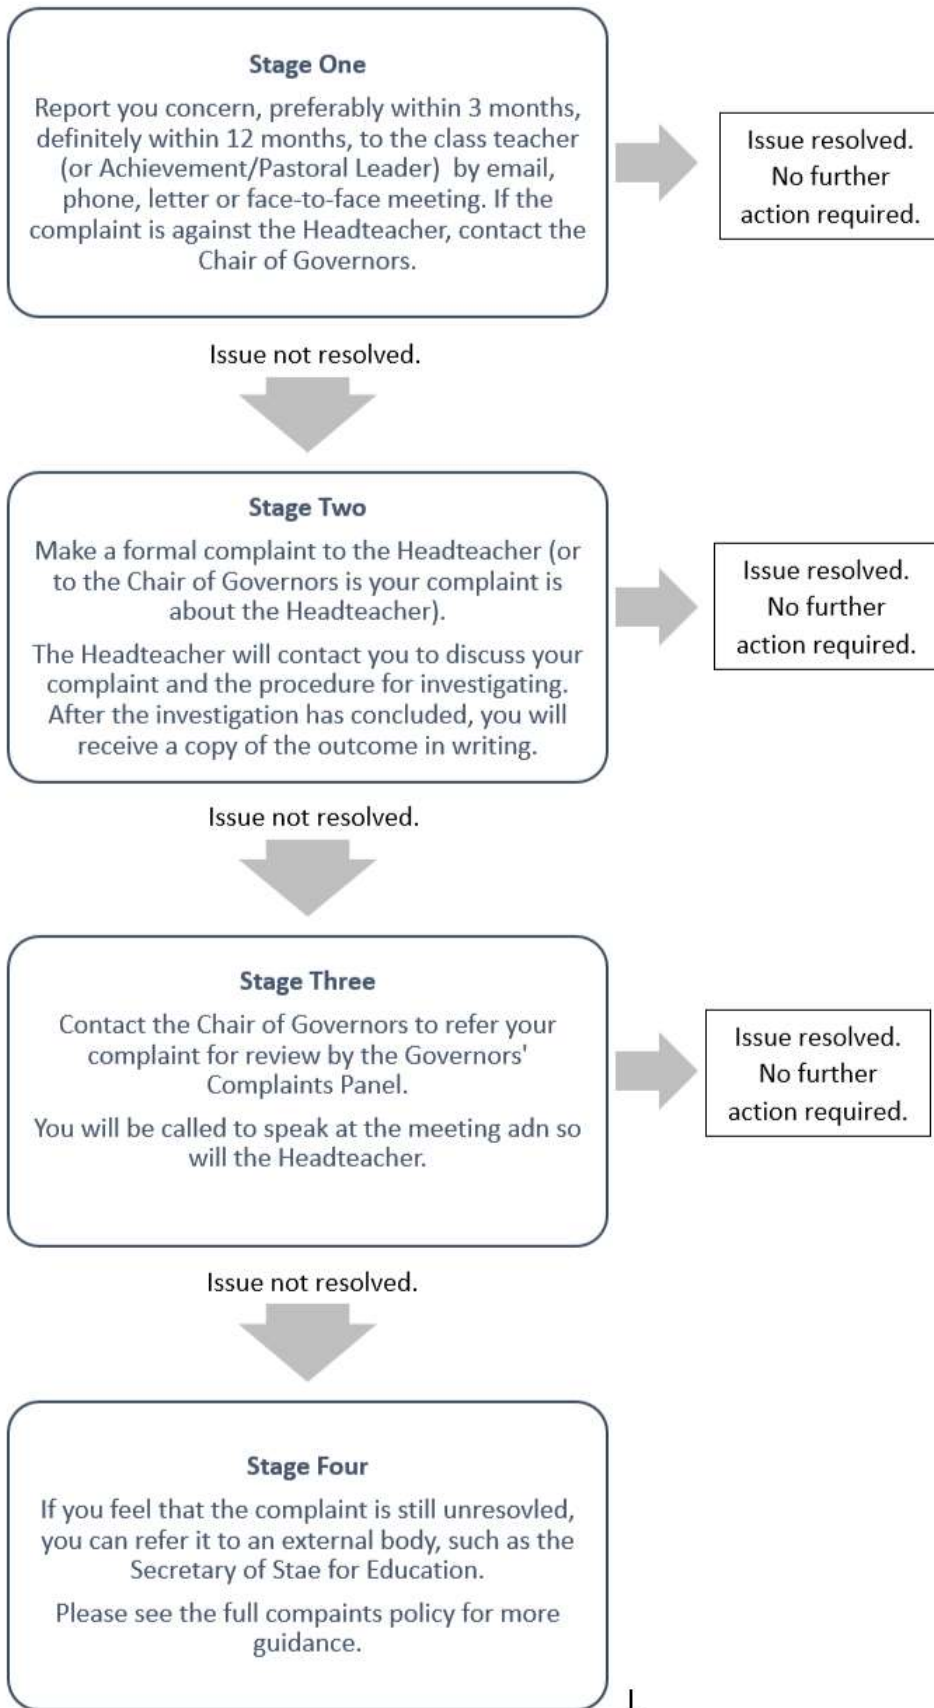 Stage One
Report you concern, preferably within 3 months,
definitely within 12 months, to the class teacher
(or Achievement/Pastoral Leader) by email,
phone, letter or face-to-face meeting. If the
complaint is against the Headteacher, contact the
Chair of Governors.
Issue resolved.
No further
action required.
Issue not resolved.
Stage Two
Make a formal complaint to the Headteacher (or
to the Chair of Governors is your complaint is
about the Headteacher).
The Headteacher will contact you to discuss your
complaint and the procedure for investigating.
After the investigation has concluded, you will
receive a copy of the outcome in writing.
Issue resolved.
No further
action required.
Issue not resolved.
Stage Three
Contact the Chair of Governors to refer your
complaint for review by the Governors'
Complaints Panel.
You will be called to speak at the meeting adn so
will the Headteacher.
Issue resolved.
No further
action required.
Issue not resolved.
Stage Four
If you feel that the complaint is still unresovled,
you can refer it to an external body, such as the
Secretary of Stae for Education.
Please see the full compaints policy for more
guidance.